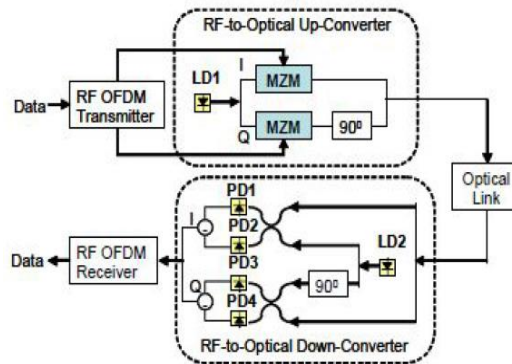 RF-to-Optical Up-Converter
I
LD1
MZM
Data
RF OFDM
Transmitter
MZM
90⁰
Q
Optical
Link
PD1
I
PD2
LD2
Data
RF OFDM
Receiver
PD3
90⁰
Q
PD4
RF-to-Optical Down-Converter